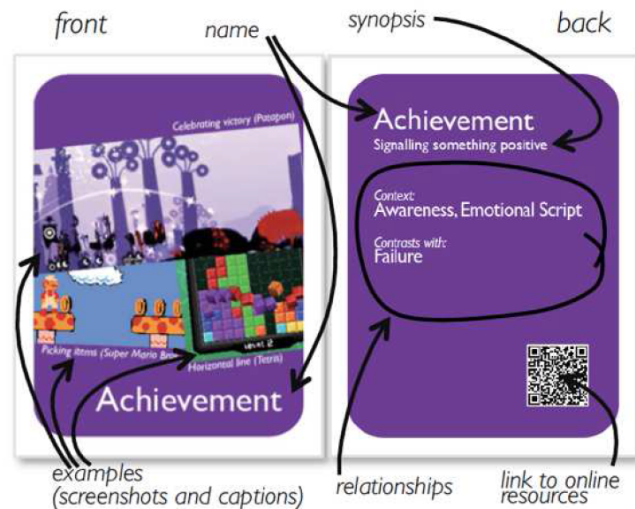 front
name
synopsis
back
Celebrating victory (Patapon)
Picking items (Super Mario Bro
Level 2
Horizontal line (Tetris)
Achievement
Achievement
Signalling something positive
Context:
Awareness, Emotional Script
Contrasts with:
Failure
examples
(screenshots and captions)
relationships
link to online
resources